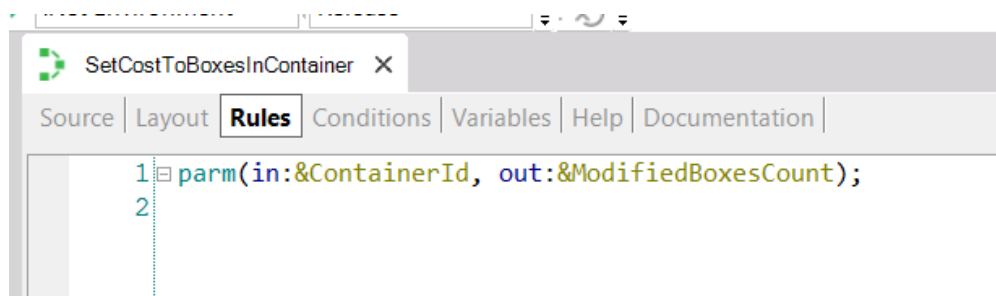 SetCostToBoxesInContainer
Source Layout Rules Conditions Variables Help Documentation
1 parm(in:&ContainerId, out:&ModifiedBoxesCount);
2